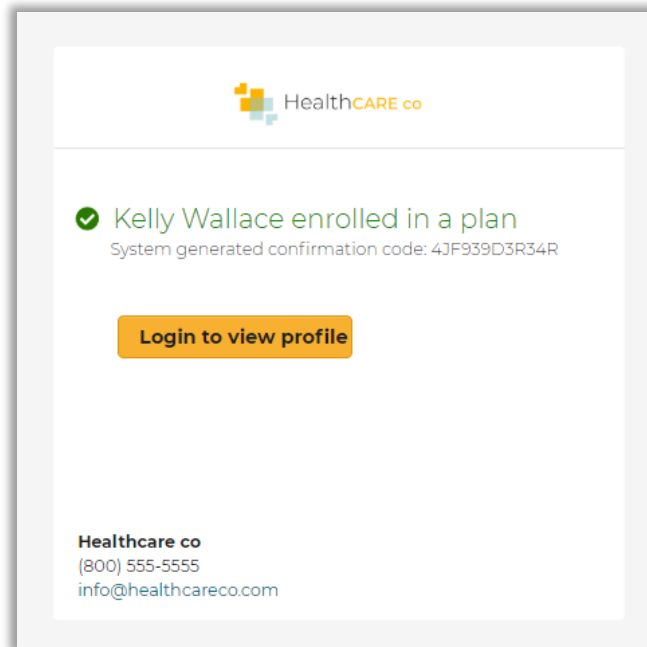 HealthCARE co
Kelly Wallace enrolled in a plan
System generated confirmation code: 4JF939D3R34R
Login to view profile
Healthcare co
(800) 555-5555
info@healthcareco.com